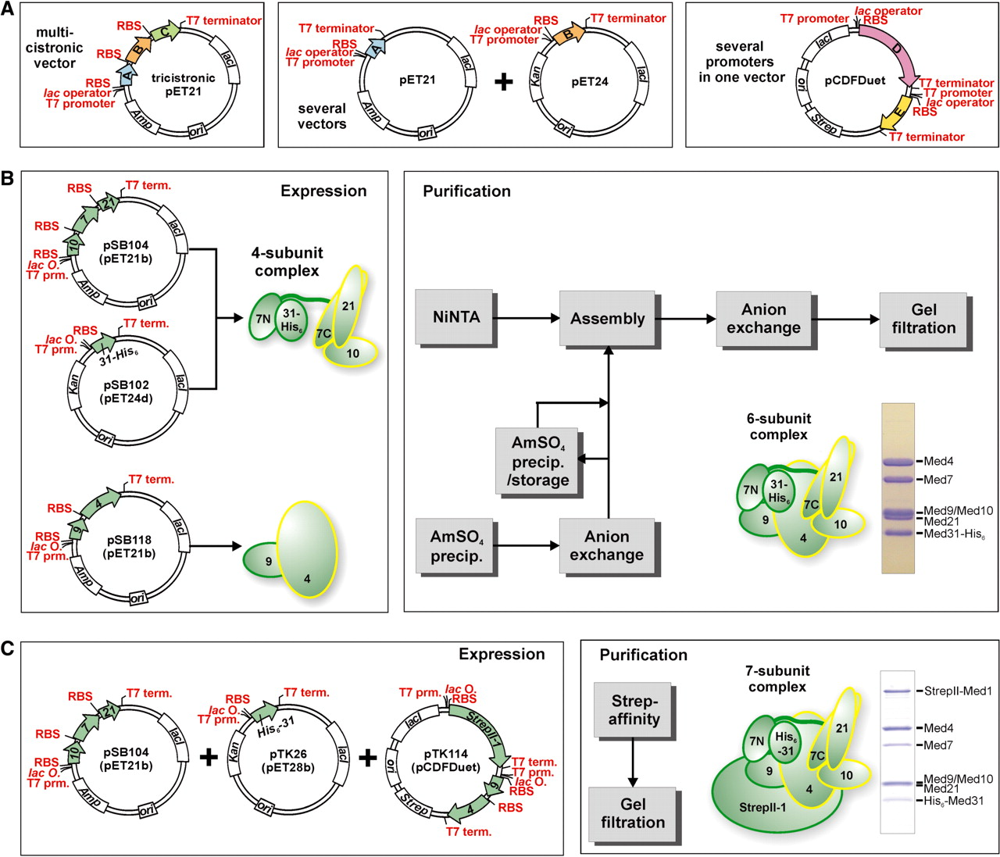 A
multi-
cistronic
vector
RBS
C
T7 terminator
B
RBS
A
RBS
lac operator
T7 promoter
tricistronic
pET21
lacI
Amp
ori
T7 terminator
RBS
lac operator
T7 promoter
A
pET21
lacI
several
vectors
Amp
ori
+
RBS
lac operator
T7 promoter
B
T7 terminator
Kan
pET24
lacI
ori
several
promoters
in one vector
T7 promoter
lac operator
RBS
lacI
D
pCDFDuet
ori
Strep
T7 terminator
T7 promoter
lac operator
RBS
E
T7 terminator
B
Expression
RBS
T7 term.
21
7
RBS
10
RBS
lac O.
T7 prm.
pSB104
(pET21b)
lacI
Amp
ori
4-subunit
complex
7N
31-
His6
7C
21
10
RBS
T7 term.
lac O.
T7 prm.
31-His6
Kan
pSB102
(pET24d)
lacI
ori
T7 term.
RBS
4
9
RBS
lac O.
T7 prm.
pSB118
(pET21b)
lacI
Amp
ori
9
4
Purification
NiNTA
Assembly
Anion
exchange
Gel
filtration
AmSO4
precip.
/storage
AmSO4
precip.
Anion
exchange
6-subunit
complex
7N
31-
His6
21
7C
9
10
4
Med4
Med7
Med9/Med10
Med21
Med31-His6
C
Expression
RBS
T7 term.
21
7
RBS
10
RBS
lac O.
T7 prm.
pSB104
(pET21b)
lacI
Amp
ori
+
RBS
T7 term.
lac O.
T7 prm.
His6-31
Kan
pTK26
(pET28b)
lacI
ori
+
T7 prm.
lac O.
RBS
lacI
StrepII-1
pTK114
(pCDFDuet)
ori
Strep
T7 term.
T7 prm.
lac O.
RBS
9
RBS
4
T7 term.
Purification
Strep-
affinity
Gel
filtration
7-subunit
complex
7N
His6
-31
21
7C
9
10
4
StrepII-1
StrepII-Med1
Med4
Med7
Med9/Med10
Med21
His6-Med31